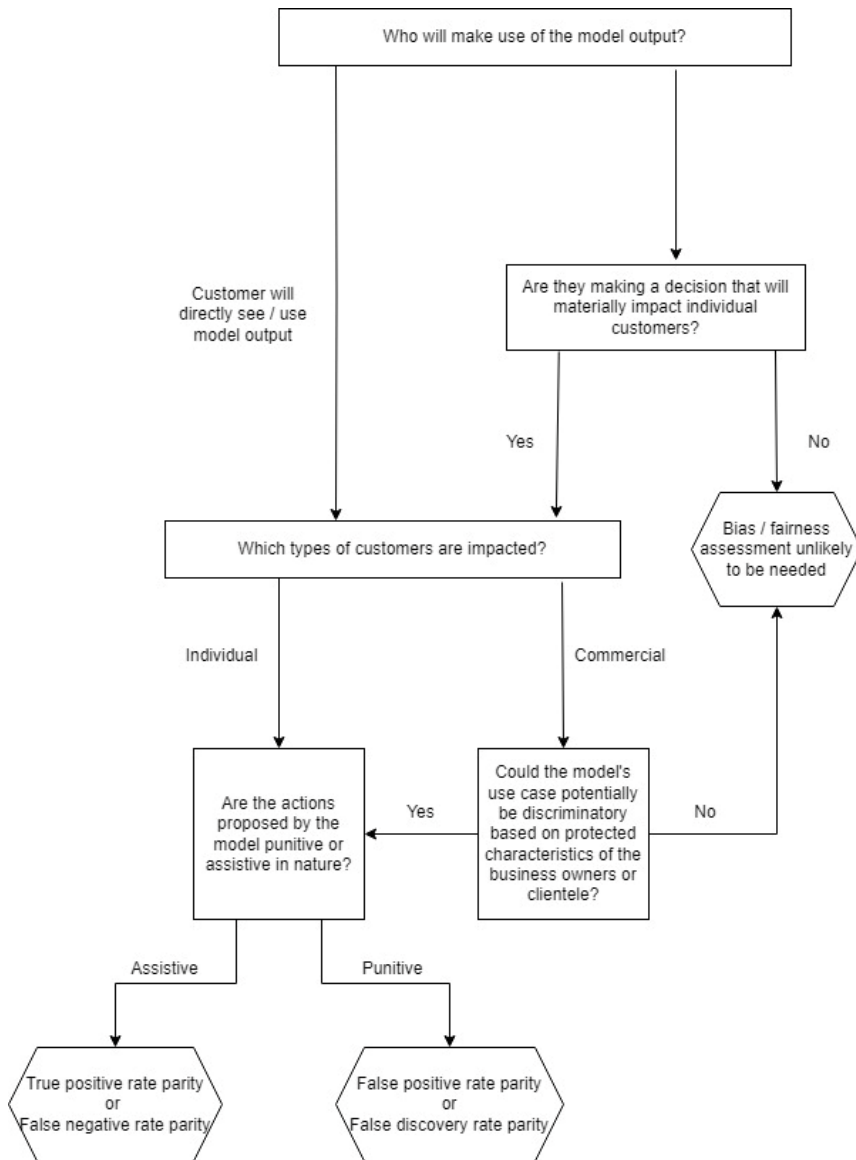 Who will make use of the model output?
Customer will
directly see / use
model output
Are they making a decision that will
materially impact individual
customers?
Yes
No
Which types of customers are impacted?
Bias / fairness
assessment unlikely
to be needed
Individual
Commercial
Are the actions
proposed by the
model punitive or
assistive in nature?
Yes
Could the model's
use case potentially
be discriminatory
based on protected
characteristics of the
business owners or
clientele?
No
Assistive
Punitive
True positive rate parity
or
False negative rate parity
False positive rate parity
or
False discovery rate parity